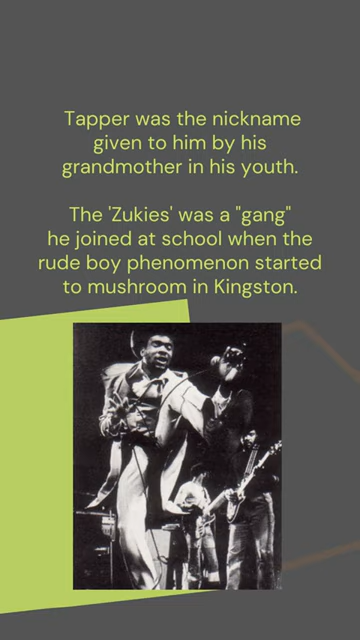 Tapper was the nickname
given to him by his
grandmother in his youth.
The 'Zukies' was a "gang"
he joined at school when the
rude boy phenomenon started
to mushroom in Kingston.